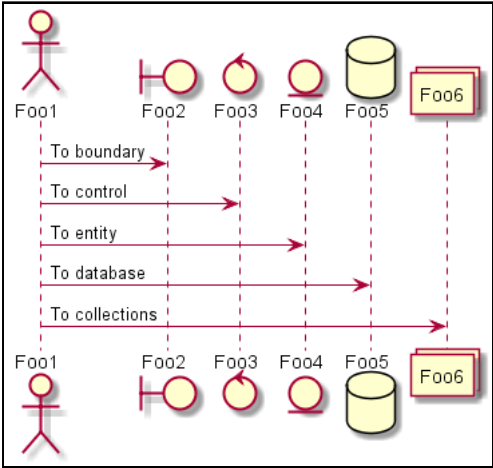 Foo1 Foo2 Foo3 Foo4 Foo5 Foo6
To boundary
To control
To entity
To database
To collections
Foo1 Foo2 Foo3 Foo4 Foo5 Foo6